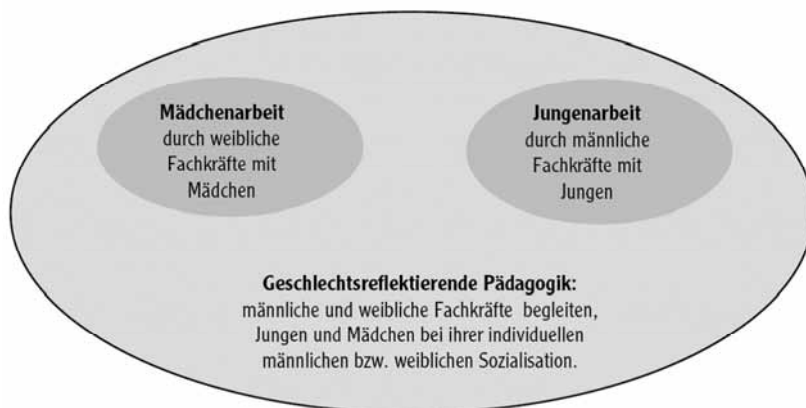 Mädchenarbeit
durch weibliche
Fachkräfte mit
Mädchen
Jungenarbeit
durch männliche
Fachkräfte mit
Jungen
Geschlechtsreflektierende Pädagogik:
männliche und weibliche Fachkräfte begleiten,
Jungen und Mädchen bei ihrer individuellen
männlichen bzw. weiblichen Sozialisation.